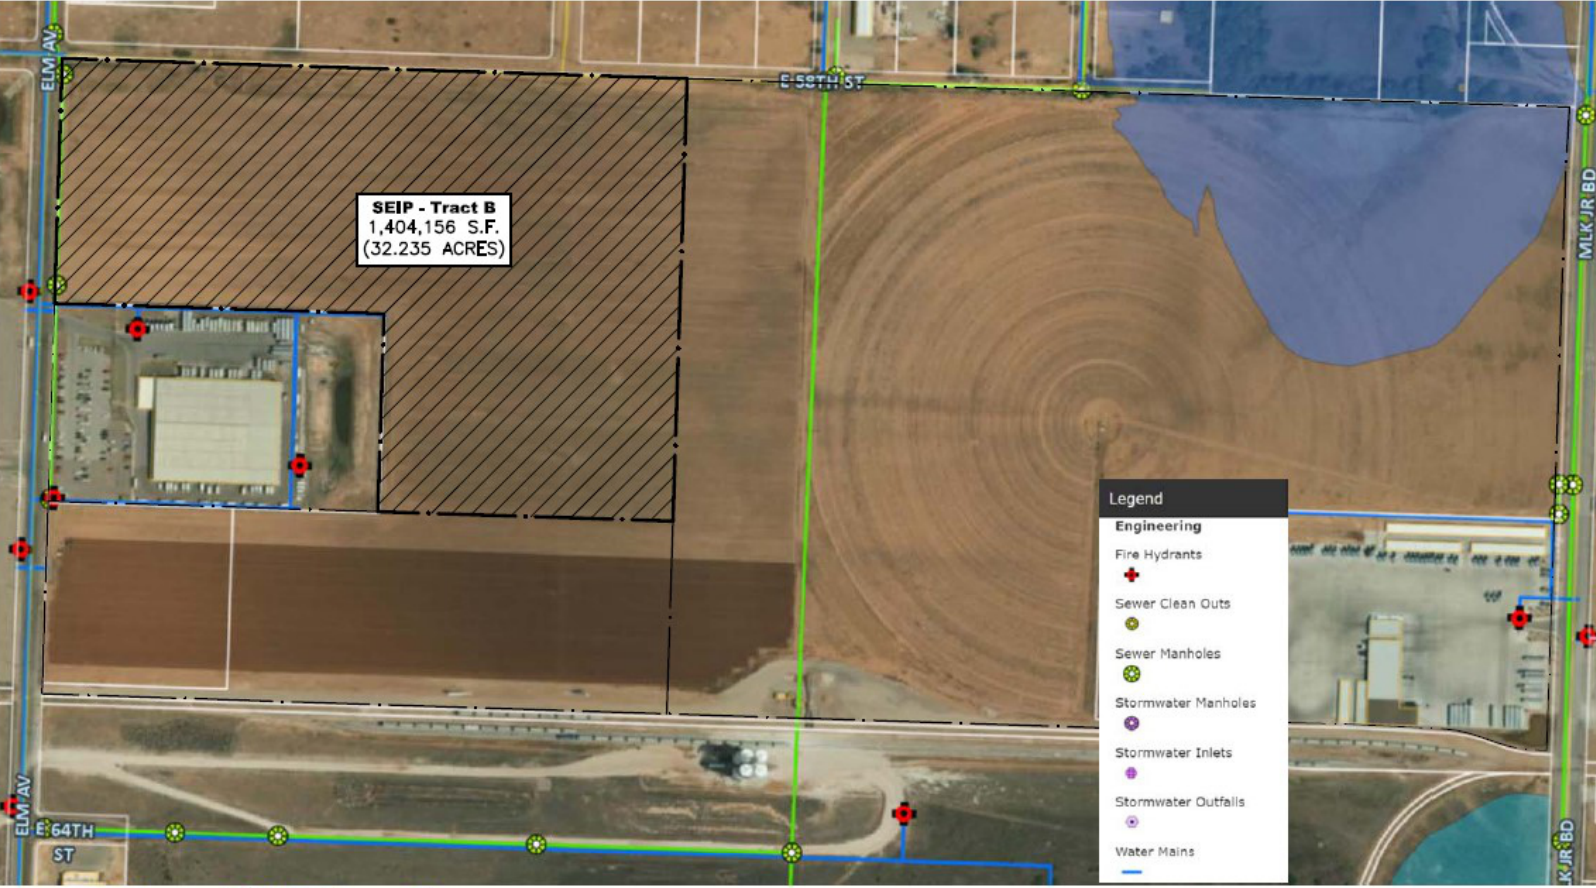 ELM AV
E 58TH ST
MLK JR BD
SEIP - Tract B
1,404,156 S.F.
(32.235 ACRES)
Legend
Engineering
Fire Hydrants
Sewer Clean Outs
Sewer Manholes
Stormwater Manholes
Stormwater Inlets
Stormwater Outfalls
Water Mains
ELM AV
E 64TH
ST
LK JR BD